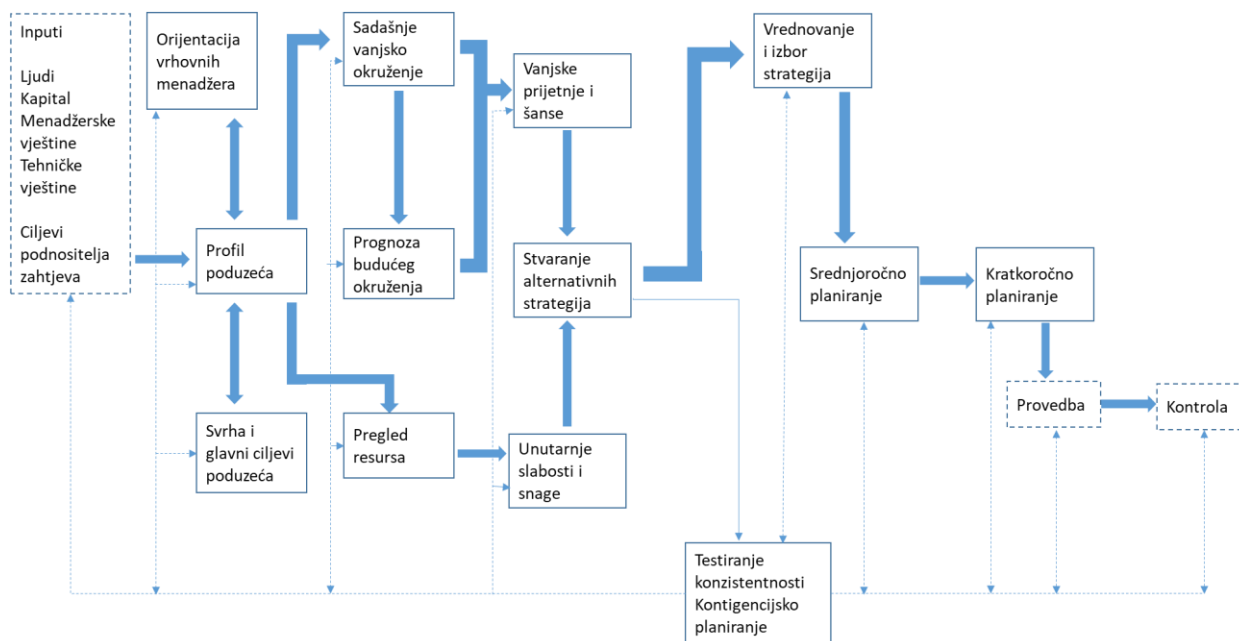 Inputi
Ljudi
Kapital
Menadžerske
vještine
Tehničke
vještine
Ciljevi
podnositelja
zahtjeva
Orijentacija
vrhovnih
menadžera
Profil
poduzeća
Svrha i
glavni ciljevi
poduzeća
Sadašnje
vanjsko
okruženje
Prognoza
budućeg
okruženja
Pregled
resursa
Vanjske
prijetnje i
šanse
Stvaranje
alternativnih
strategija
Unutarnje
slabosti i
snage
Vrednovanje
i izbor
strategija
Testiranje
konzistentnosti
Kontigencijsko
planiranje
Srednjoročno
planiranje
Kratkoročno
planiranje
Provedba
Kontrola